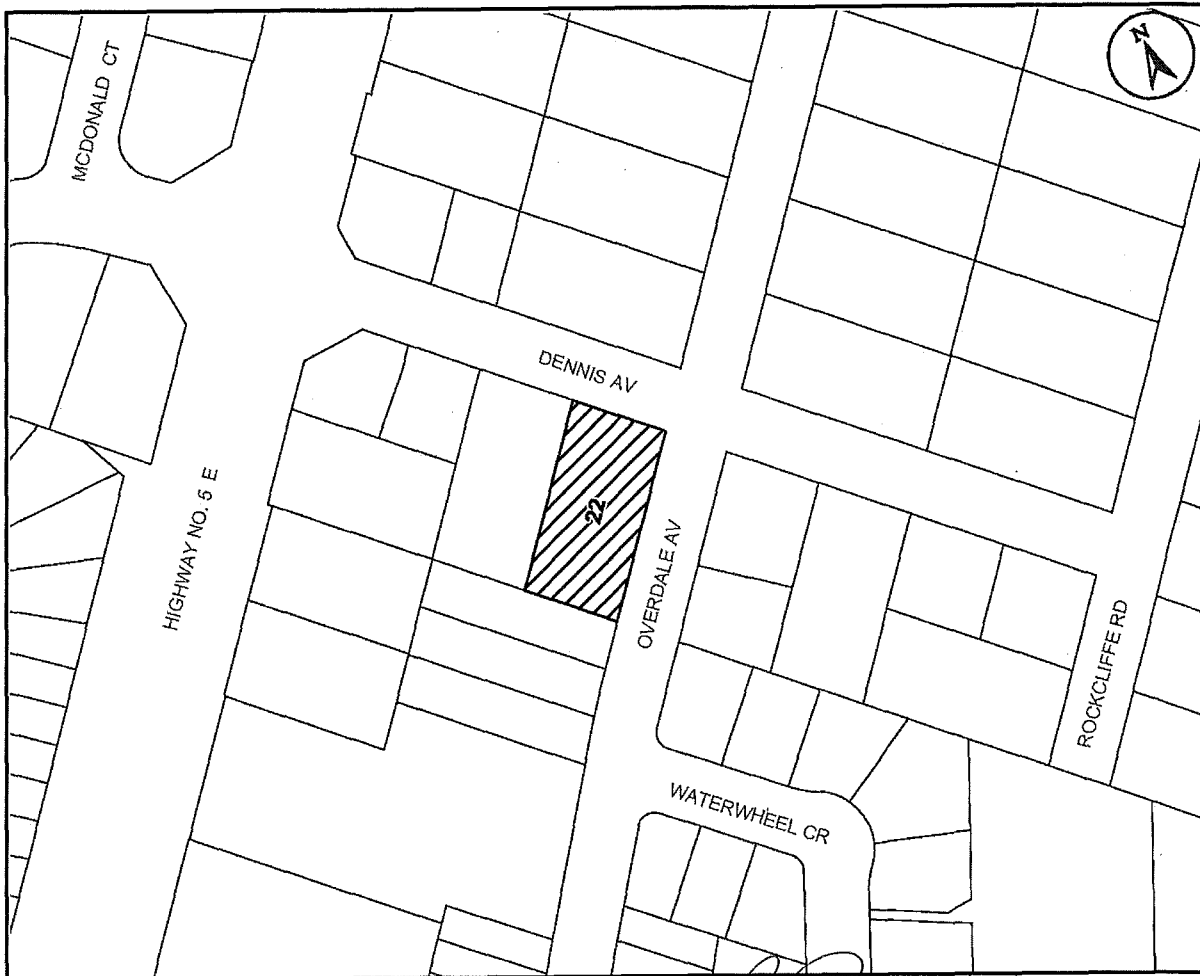 MCDONALD CT
N
DENNIS AV
22
HIGHWAY NO. 5 E
OVERDALE AV
ROCKCLIFFE RD
WATERWHEEL CR